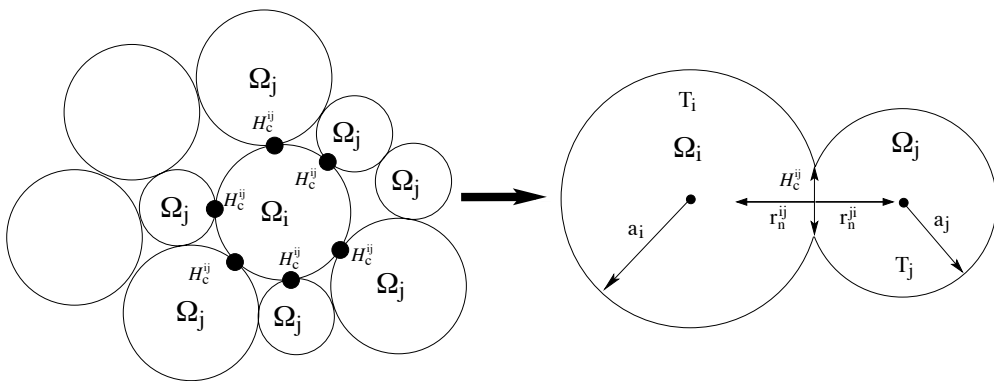 Ωj
H_c^ij
Ωj
H_c^ij
Ωj
H_c^ij
Ωj
Ωi
H_c^ij
H_c^ij
H_c^ij
Ωj
Ωj
Ωj
Ti
Ωi
Ωj
H_c^ij
r_n^ij
r_n^ji
ai
aj
Tj